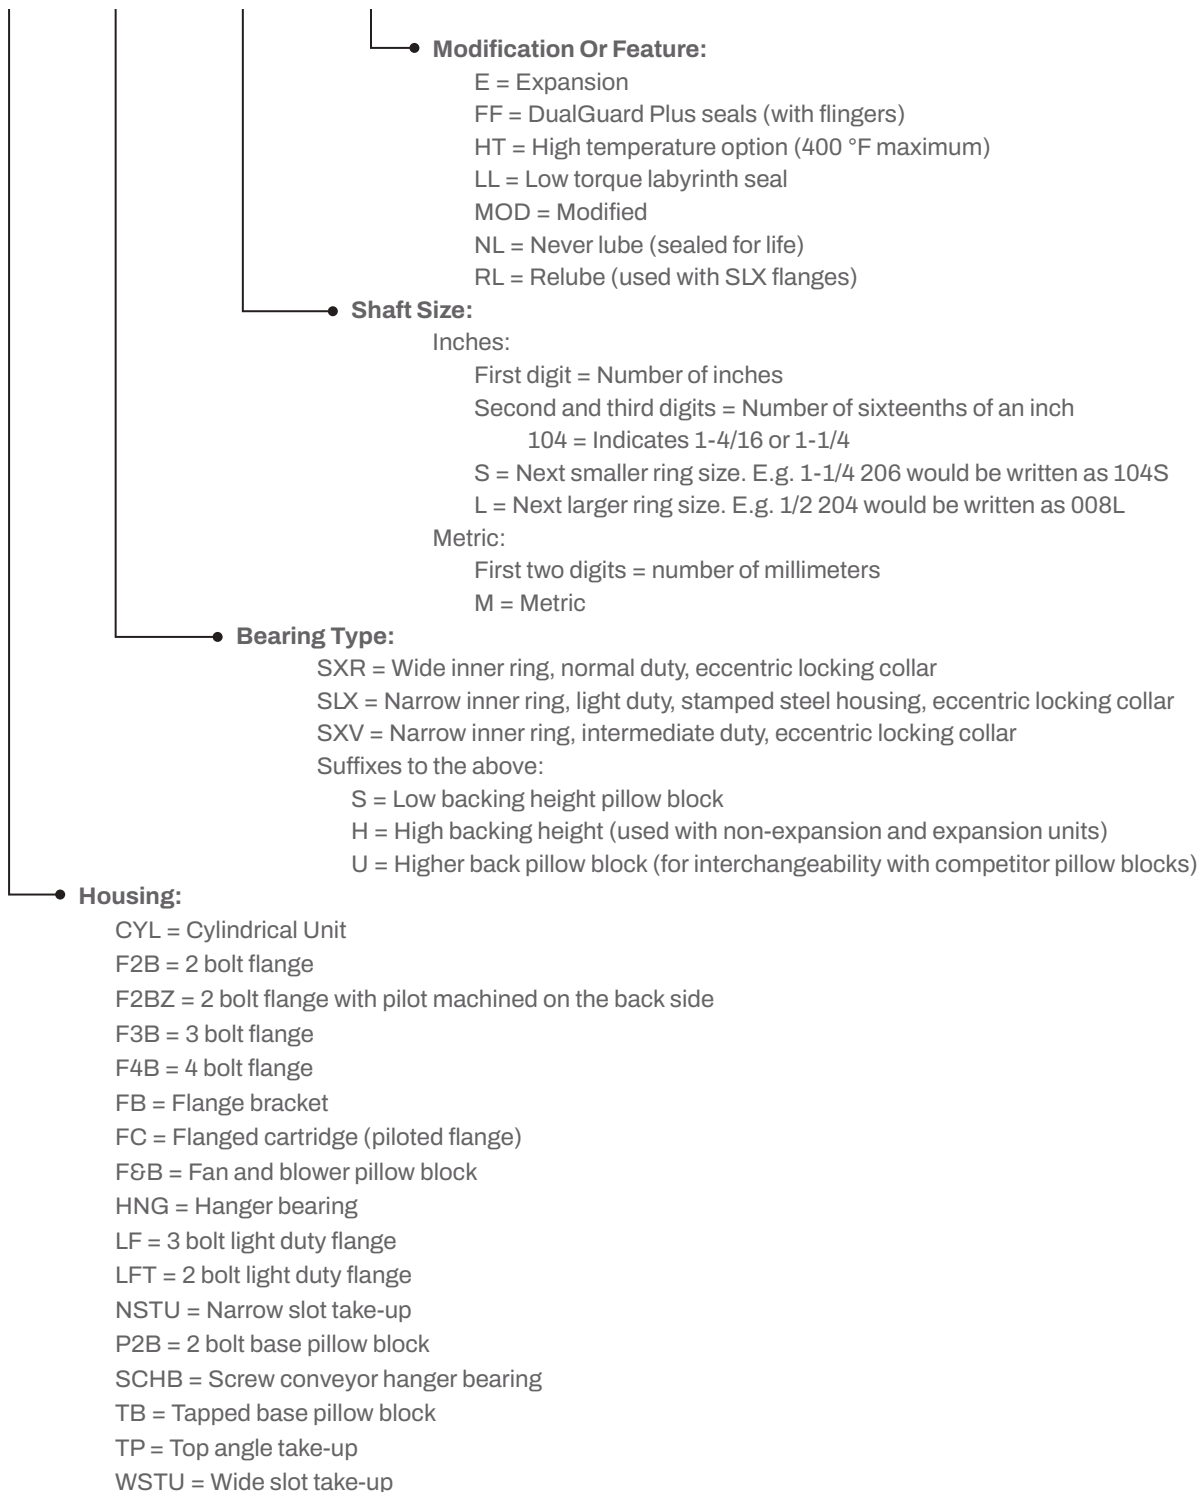 Modification Or Feature:
E = Expansion
FF = DualGuard Plus seals (with flingers)
HT = High temperature option (400 °F maximum)
LL = Low torque labyrinth seal
MOD = Modified
NL = Never lube (sealed for life)
RL = Relube (used with SLX flanges)
Shaft Size:
Inches:
First digit = Number of inches
Second and third digits = Number of sixteenths of an inch
104 = Indicates 1-4/16 or 1-1/4
S = Next smaller ring size. E.g. 1-1/4 206 would be written as 104S
L = Next larger ring size. E.g. 1/2 204 would be written as 008L
Metric:
First two digits = number of millimeters
M = Metric
Bearing Type:
SXR = Wide inner ring, normal duty, eccentric locking collar
SLX = Narrow inner ring, light duty, stamped steel housing, eccentric locking collar
SXV = Narrow inner ring, intermediate duty, eccentric locking collar
Suffixes to the above:
S = Low backing height pillow block
H = High backing height (used with non-expansion and expansion units)
U = Higher back pillow block (for interchangeability with competitor pillow blocks)
Housing:
CYL = Cylindrical Unit
F2B = 2 bolt flange
F2BZ = 2 bolt flange with pilot machined on the back side
F3B = 3 bolt flange
F4B = 4 bolt flange
FB = Flange bracket
FC = Flanged cartridge (piloted flange)
F&B = Fan and blower pillow block
HNG = Hanger bearing
LF = 3 bolt light duty flange
LFT = 2 bolt light duty flange
NSTU = Narrow slot take-up
P2B = 2 bolt base pillow block
SCHB = Screw conveyor hanger bearing
TB = Tapped base pillow block
TP = Top angle take-up
WSTU = Wide slot take-up